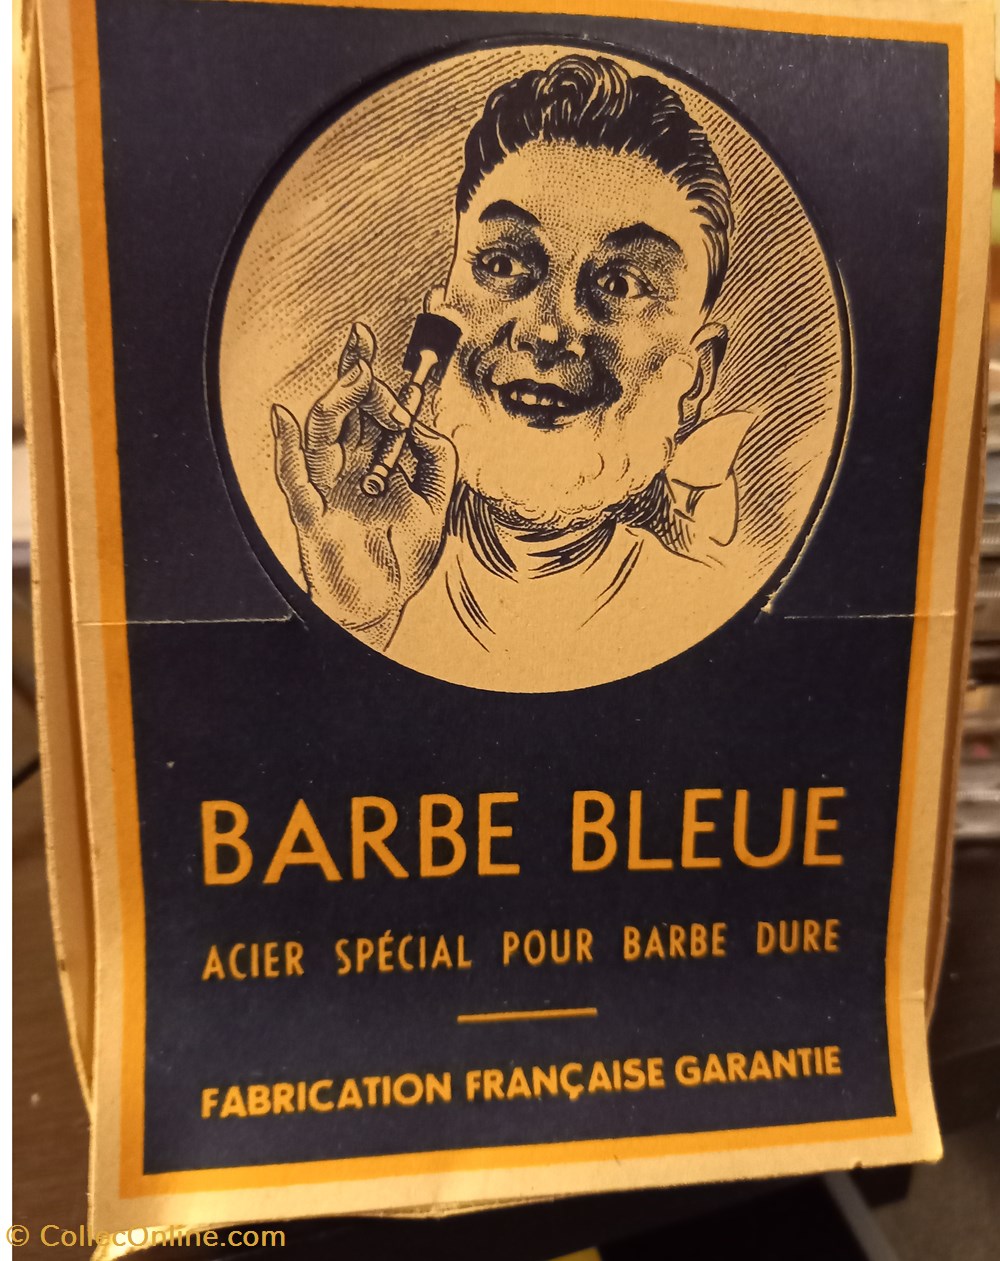 BARBE BLEUE
ACIER SPÉCIAL POUR BARBE DURE
FABRICATION FRANÇAISE GARANTIE
© CollecOnline.com